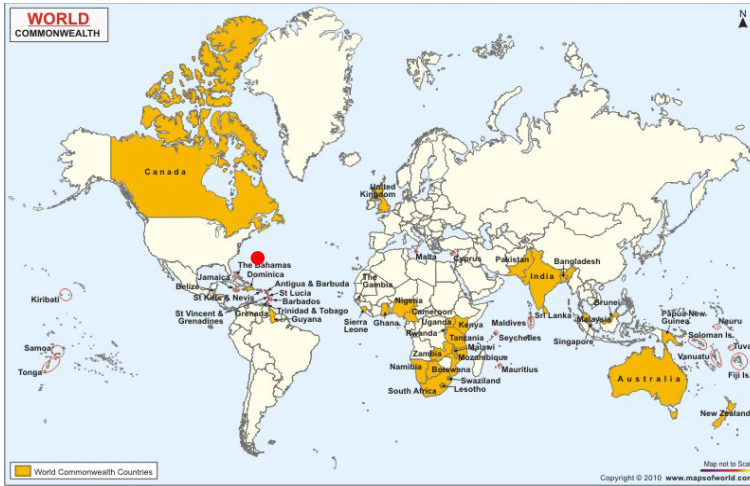 WORLD
COMMONWEALTH
N
Canada
United
Kingdom
The Bahamas
Dominica
Jamaica
Antigua & Barbuda
Belize
St Lucia
St Kitts & Nevis
Barbados
Trinidad & Tobago
St Vincent &
Grenadines
Grenada
Guyana
Kiribati
Samoa
Tonga
Malta
Cyprus
The
Gambia
Nigeria
Cameroon
Sierra
Leone
Ghana
Uganda
Kenya
Rwanda
Tanzania
Malawi
Zambia
Mozambique
Namibia
Botswana
Swaziland
South Africa
Lesotho
Seychelles
Mauritius
Maldives
Pakistan
Bangladesh
India
Sri Lanka
Brunei
Malaysia
Singapore
Papua New
Guinea
Nauru
Soloman Is.
Tuva
Vanuatu
Fiji Is
Australia
New Zealand
World Commonwealth Countries
Map not to Scal
Copyright © 2010 www.mapsofworld.com